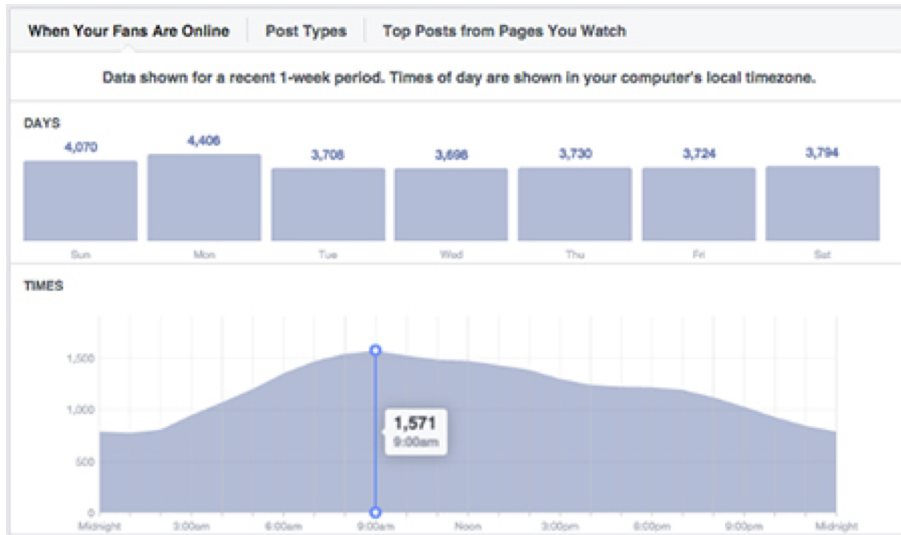 When Your Fans Are Online Post Types Top Posts from Pages You Watch
Data shown for a recent 1-week period. Times of day are shown in your computer's local timezone.
DAYS
4,070 4,406 3,706 3,698 3,730 3,724 3,794
Sun Mon Tue Wed Thu Fri Sat
TIMES
1,500
1,000
1,571
9:00am
500
0
Midnight 3:00am 6:00am 9:00am Noon 3:00pm 6:00pm 9:00pm Midnight